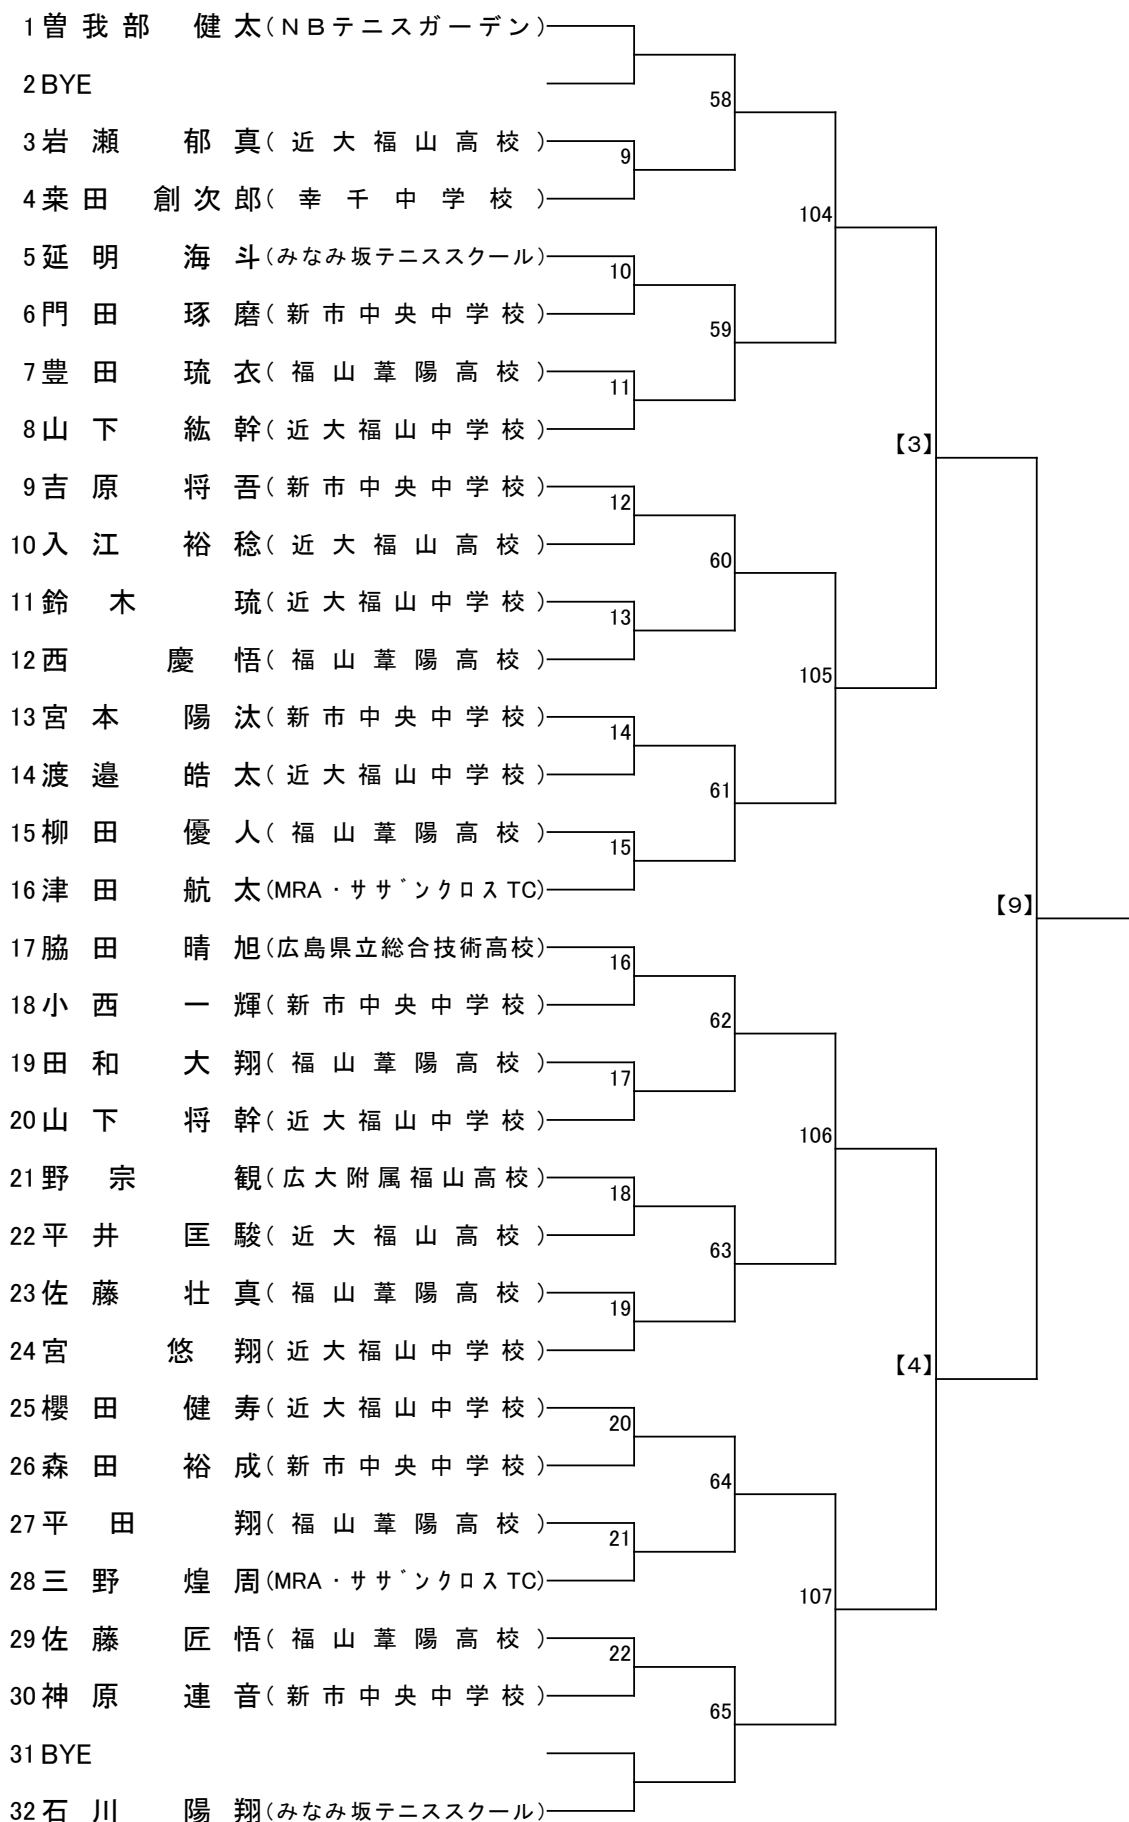 1 曽我部 健太(NBテニスガーデン)
2 BYE
58
3 岩瀬 郁真(近大福山高校)
9
4 桒田 創次郎(幸千中学校)
104
5 延明 海斗(みなみ坂テニススクール)
10
6 門田 琢磨(新市中央中学校)
59
7 豊田 琉衣(福山葦陽高校)
11
8 山下 紘幹(近大福山中学校)
【3】
9 吉原 将吾(新市中央中学校)
12
10 入江 裕稔(近大福山高校)
60
11 鈴木 琉(近大福山中学校)
13
12 西 慶悟(福山葦陽高校)
105
13 宮本 陽汰(新市中央中学校)
14
14 渡邉 皓太(近大福山中学校)
61
15 柳田 優人(福山葦陽高校)
15
16 津田 航太(MRA・ササ゛ンクロスTC)
【9】
17 脇田 晴旭(広島県立総合技術高校)
16
18 小西 一輝(新市中央中学校)
62
19 田和 大翔(福山葦陽高校)
17
20 山下 将幹(近大福山中学校)
106
21 野宗 観(広大附属福山高校)
18
22 平井 匡駿(近大福山高校)
63
23 佐藤 壮真(福山葦陽高校)
19
24 宮 悠翔(近大福山中学校)
【4】
25 櫻田 健寿(近大福山中学校)
20
26 森田 裕成(新市中央中学校)
64
27 平田 翔(福山葦陽高校)
21
28 三野 煌周(MRA・ササ゛ンクロスTC)
107
29 佐藤 匠悟(福山葦陽高校)
22
30 神原 連音(新市中央中学校)
65
31 BYE
32 石川 陽翔(みなみ坂テニススクール)